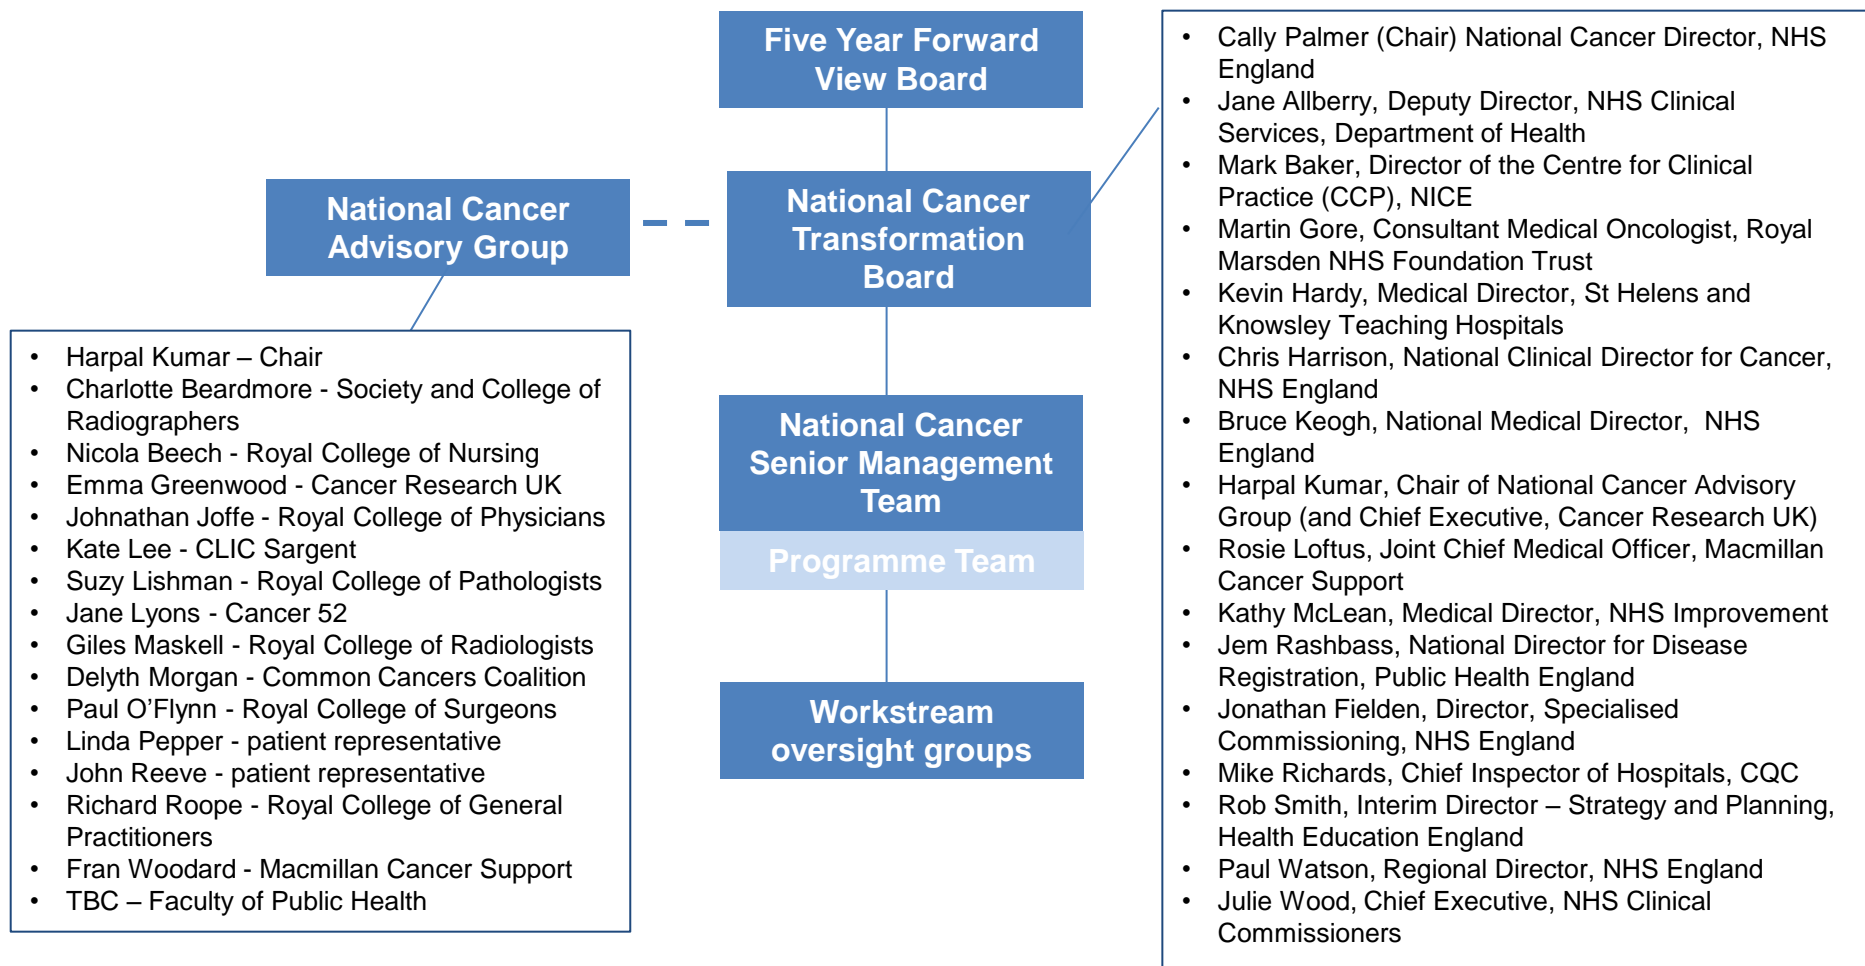 Five Year Forward
View Board
National Cancer
Advisory Group
National Cancer
Transformation
Board
National Cancer
Senior Management
Team
Programme Team
Workstream
oversight groups
• Harpal Kumar – Chair
• Charlotte Beardmore - Society and College of
Radiographers
• Nicola Beech - Royal College of Nursing
• Emma Greenwood - Cancer Research UK
• Johnathan Joffe - Royal College of Physicians
• Kate Lee - CLIC Sargent
• Suzy Lishman - Royal College of Pathologists
• Jane Lyons - Cancer 52
• Giles Maskell - Royal College of Radiologists
• Delyth Morgan - Common Cancers Coalition
• Paul O’Flynn - Royal College of Surgeons
• Linda Pepper - patient representative
• John Reeve - patient representative
• Richard Roope - Royal College of General
Practitioners
• Fran Woodard - Macmillan Cancer Support
• TBC – Faculty of Public Health
• Cally Palmer (Chair) National Cancer Director, NHS
England
• Jane Allberry, Deputy Director, NHS Clinical
Services, Department of Health
• Mark Baker, Director of the Centre for Clinical
Practice (CCP), NICE
• Martin Gore, Consultant Medical Oncologist, Royal
Marsden NHS Foundation Trust
• Kevin Hardy, Medical Director, St Helens and
Knowsley Teaching Hospitals
• Chris Harrison, National Clinical Director for Cancer,
NHS England
• Bruce Keogh, National Medical Director, NHS
England
• Harpal Kumar, Chair of National Cancer Advisory
Group (and Chief Executive, Cancer Research UK)
• Rosie Loftus, Joint Chief Medical Officer, Macmillan
Cancer Support
• Kathy McLean, Medical Director, NHS Improvement
• Jem Rashbass, National Director for Disease
Registration, Public Health England
• Jonathan Fielden, Director, Specialised
Commissioning, NHS England
• Mike Richards, Chief Inspector of Hospitals, CQC
• Rob Smith, Interim Director – Strategy and Planning,
Health Education England
• Paul Watson, Regional Director, NHS England
• Julie Wood, Chief Executive, NHS Clinical
Commissioners